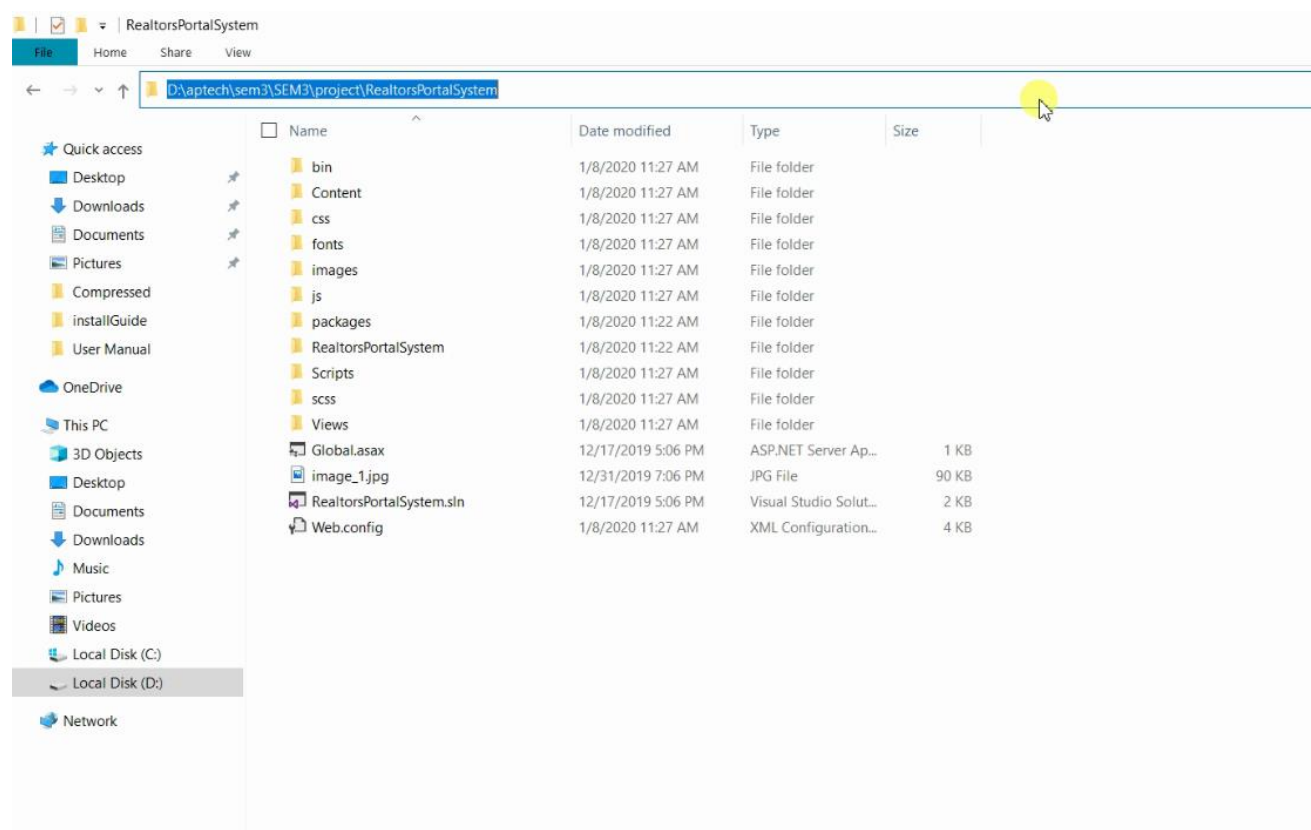 RealtorsPortalSystem
File Home Share View
D:\aptech\sem3\SEM3\project\RealtorsPortalSystem
Name Date modified Type Size
Quick access
Desktop
Downloads
Documents
Pictures
Compressed
installGuide
User Manual
OneDrive
This PC
3D Objects
Desktop
Documents
Downloads
Music
Pictures
Videos
Local Disk (C:)
Local Disk (D:)
Network
bin 1/8/2020 11:27 AM File folder
Content 1/8/2020 11:27 AM File folder
css 1/8/2020 11:27 AM File folder
fonts 1/8/2020 11:27 AM File folder
images 1/8/2020 11:27 AM File folder
js 1/8/2020 11:27 AM File folder
packages 1/8/2020 11:22 AM File folder
RealtorsPortalSystem 1/8/2020 11:22 AM File folder
Scripts 1/8/2020 11:27 AM File folder
scss 1/8/2020 11:27 AM File folder
Views 1/8/2020 11:27 AM File folder
Global.asax 12/17/2019 5:06 PM ASP.NET Server Ap... 1 KB
image_1.jpg 12/31/2019 7:06 PM JPG File 90 KB
RealtorsPortalSystem.sln 12/17/2019 5:06 PM Visual Studio Solut... 2 KB
Web.config 1/8/2020 11:27 AM XML Configuration... 4 KB